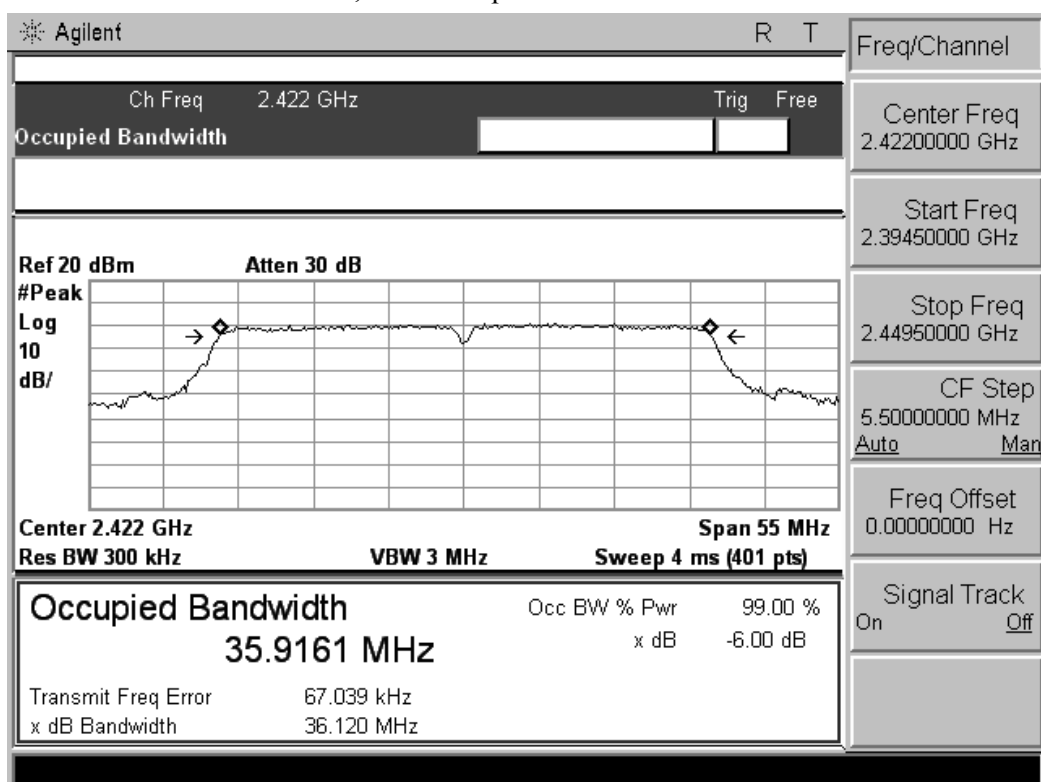 Agilent R T
Freq/Channel
Ch Freq 2.422 GHz Trig Free
Occupied Bandwidth
Center Freq
2.42200000 GHz
Start Freq
2.39450000 GHz
Stop Freq
2.44950000 GHz
CF Step
5.50000000 MHz
Auto Man
Freq Offset
0.00000000 Hz
Signal Track
On Off
Ref 20 dBm Atten 30 dB
#Peak
Log
10
dB/
Center 2.422 GHz Span 55 MHz
Res BW 300 kHz VBW 3 MHz Sweep 4 ms (401 pts)
Occupied Bandwidth Occ BW % Pwr 99.00 %
35.9161 MHz x dB -6.00 dB
Transmit Freq Error 67.039 kHz
x dB Bandwidth 36.120 MHz